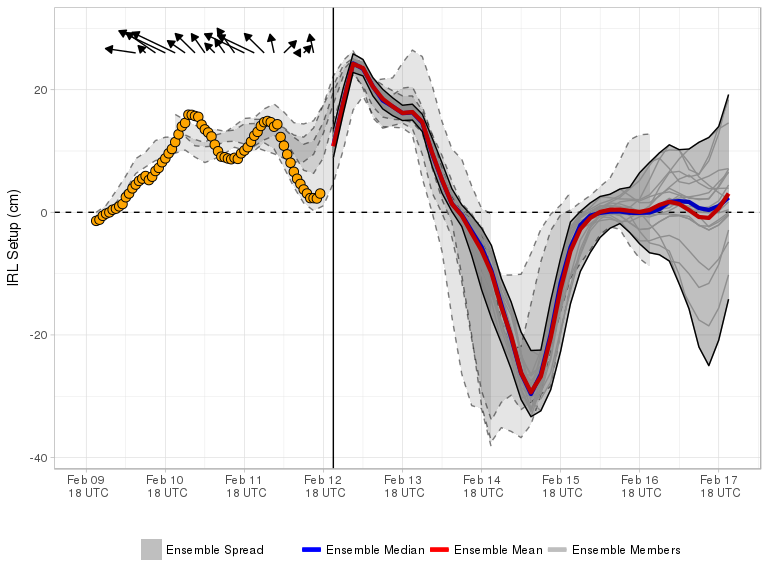 IRL Setup (cm)
20
0
-20
-40
Feb 09
18 UTC
Feb 10
18 UTC
Feb 11
18 UTC
Feb 12
18 UTC
Feb 13
18 UTC
Feb 14
18 UTC
Feb 15
18 UTC
Feb 16
18 UTC
Feb 17
18 UTC
Ensemble Spread
Ensemble Median
Ensemble Mean
Ensemble Members